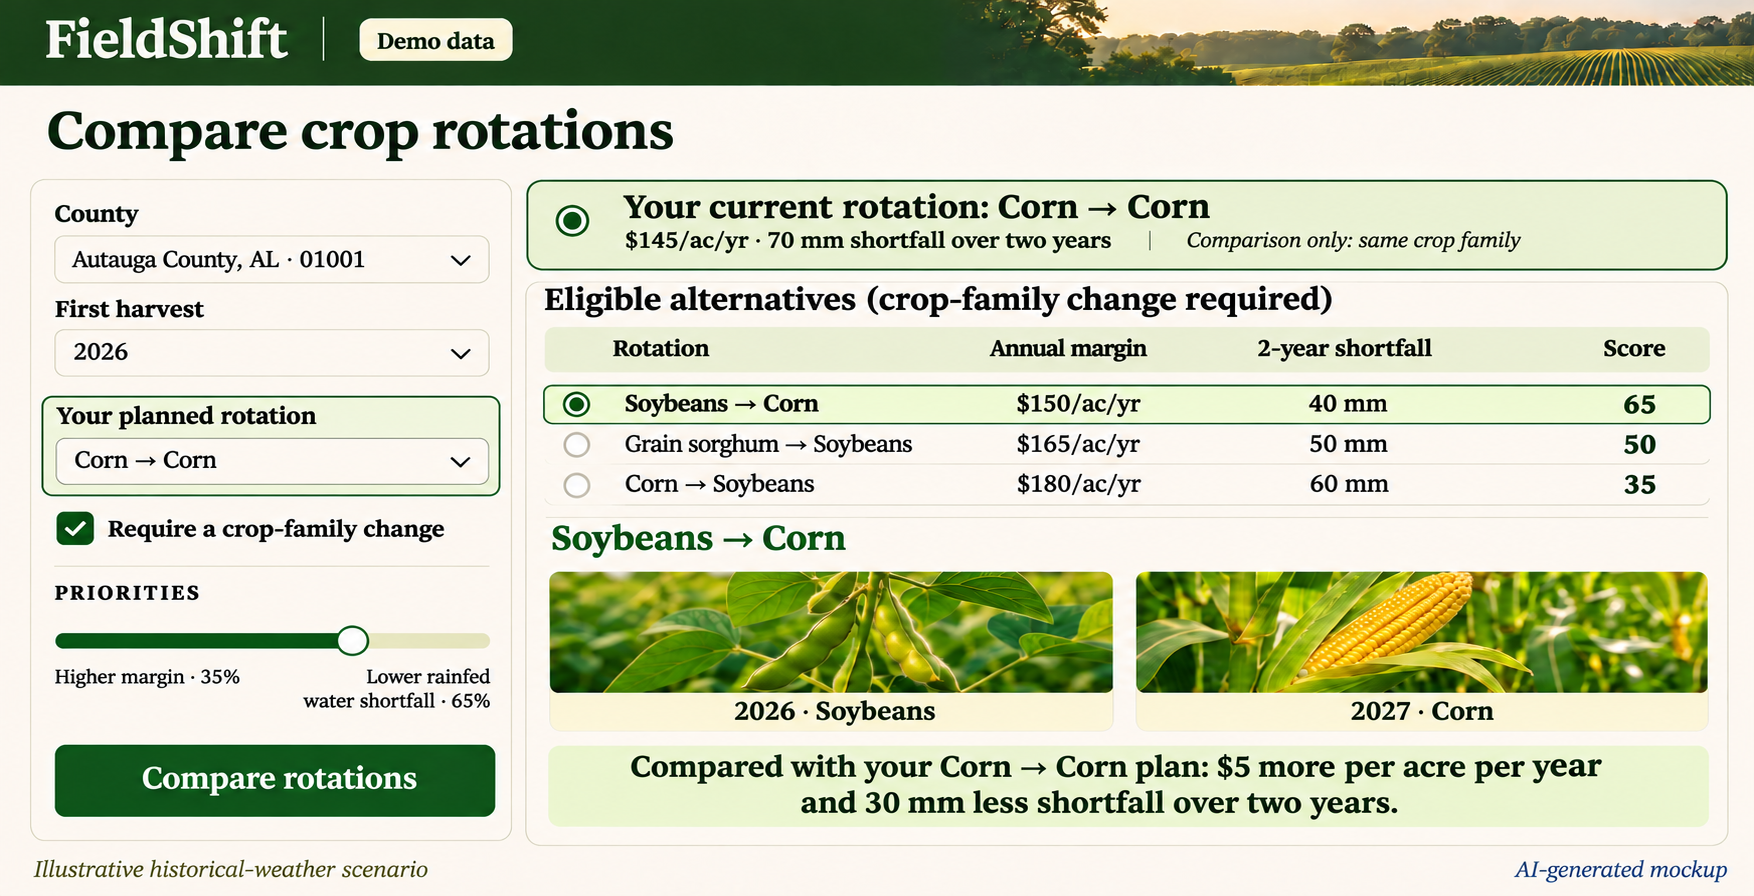 FieldShift
Demo data
Compare crop rotations
County
Autauga County, AL · 01001
First harvest
2026
Your planned rotation
Corn → Corn
Require a crop-family change
PRIORITIES
Higher margin · 35%
Lower rainfed
water shortfall · 65%
Compare rotations
Your current rotation: Corn → Corn
$145/ac/yr · 70 mm shortfall over two years | Comparison only: same crop family
Eligible alternatives (crop-family change required)
Rotation Annual margin 2-year shortfall Score
Soybeans → Corn $150/ac/yr 40 mm 65
Grain sorghum → Soybeans $165/ac/yr 50 mm 50
Corn → Soybeans $180/ac/yr 60 mm 35
Soybeans → Corn
2026 · Soybeans
2027 · Corn
Compared with your Corn → Corn plan: $5 more per acre per year
and 30 mm less shortfall over two years.
Illustrative historical-weather scenario
AI-generated mockup